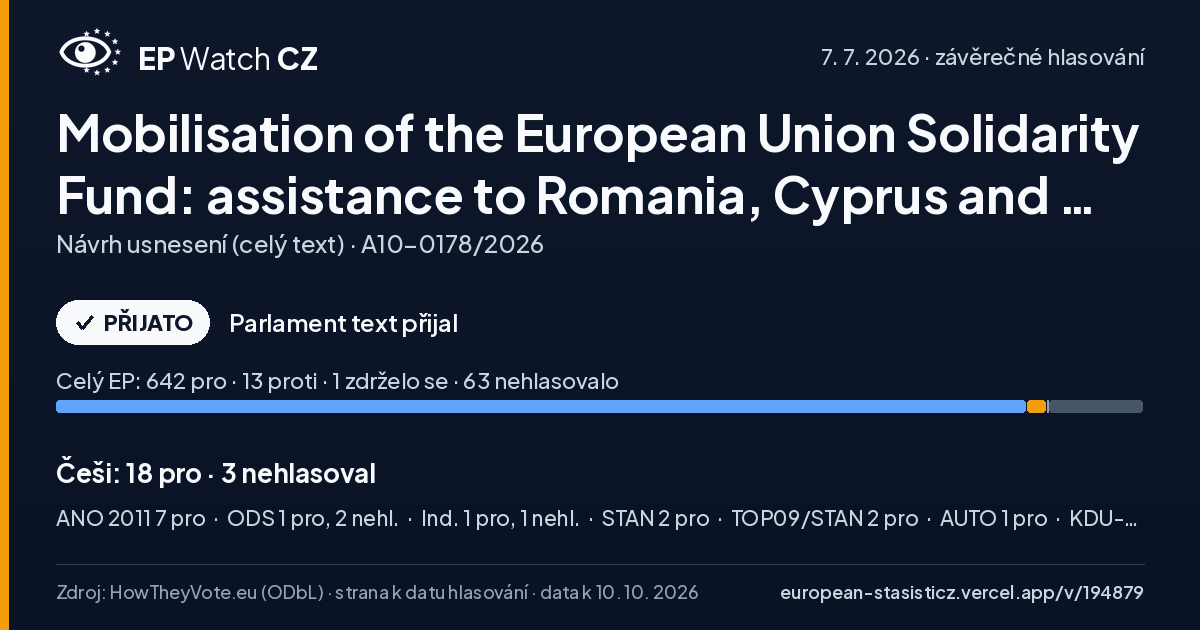 EP Watch CZ
7. 7. 2026 · závěrečné hlasování
Mobilisation of the European Union Solidarity
Fund: assistance to Romania, Cyprus and …
Návrh usnesení (celý text) · A10-0178/2026
✓ PŘIJATO
Parlament text přijal
Celý EP: 642 pro · 13 proti · 1 zdrželo se · 63 nehlasovalo
Češi: 18 pro · 3 nehlasoval
ANO 2011 7 pro · ODS 1 pro, 2 nehl. · Ind. 1 pro, 1 nehl. · STAN 2 pro · TOP09/STAN 2 pro · AUTO 1 pro · KDU-…
Zdroj: HowTheyVote.eu (ODbL) · strana k datu hlasování · data k 10. 10. 2026
european-stasisticz.vercel.app/v/194879